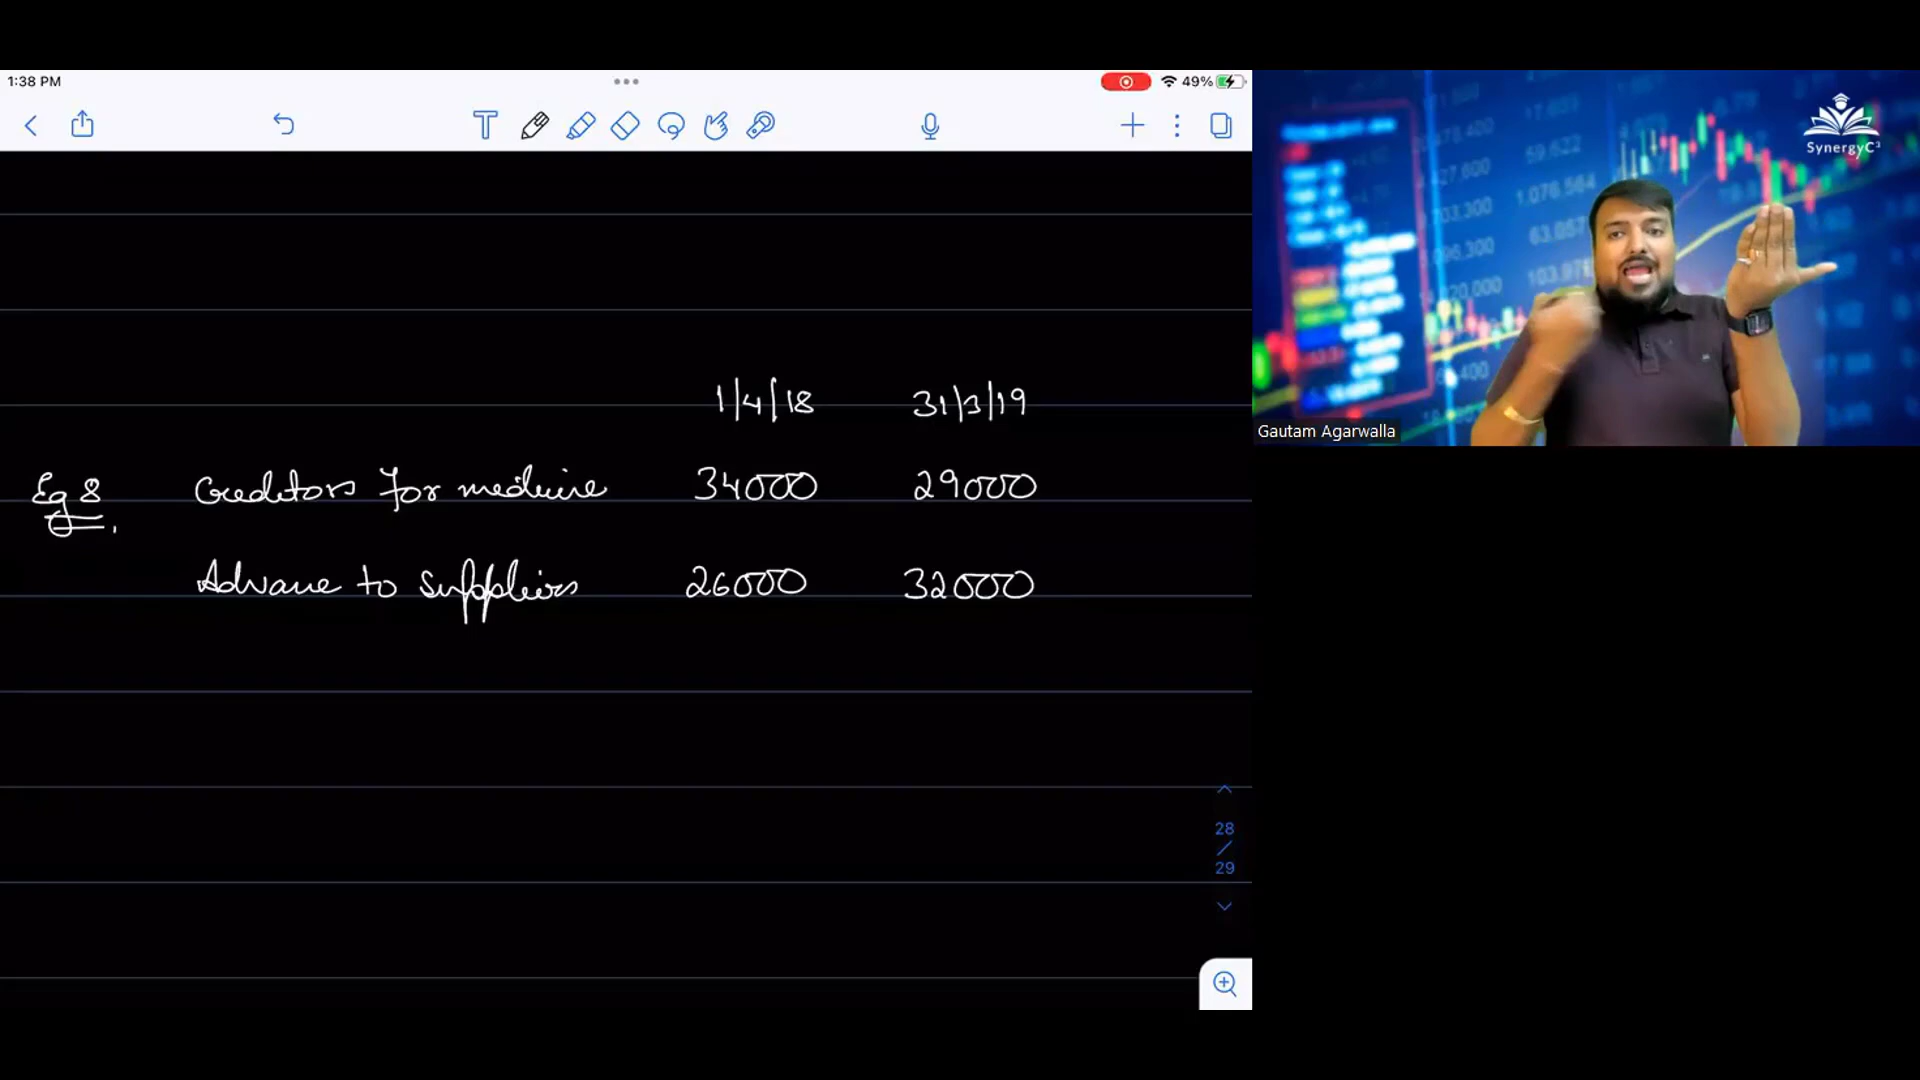 1:38 PM
49%
SynergyC³
1/4/18 31/3/19
Eg 8. Creditors for medicine 34000 29000
Advance to suppliers 26000 32000
Gautam Agarwalla
28
/
29